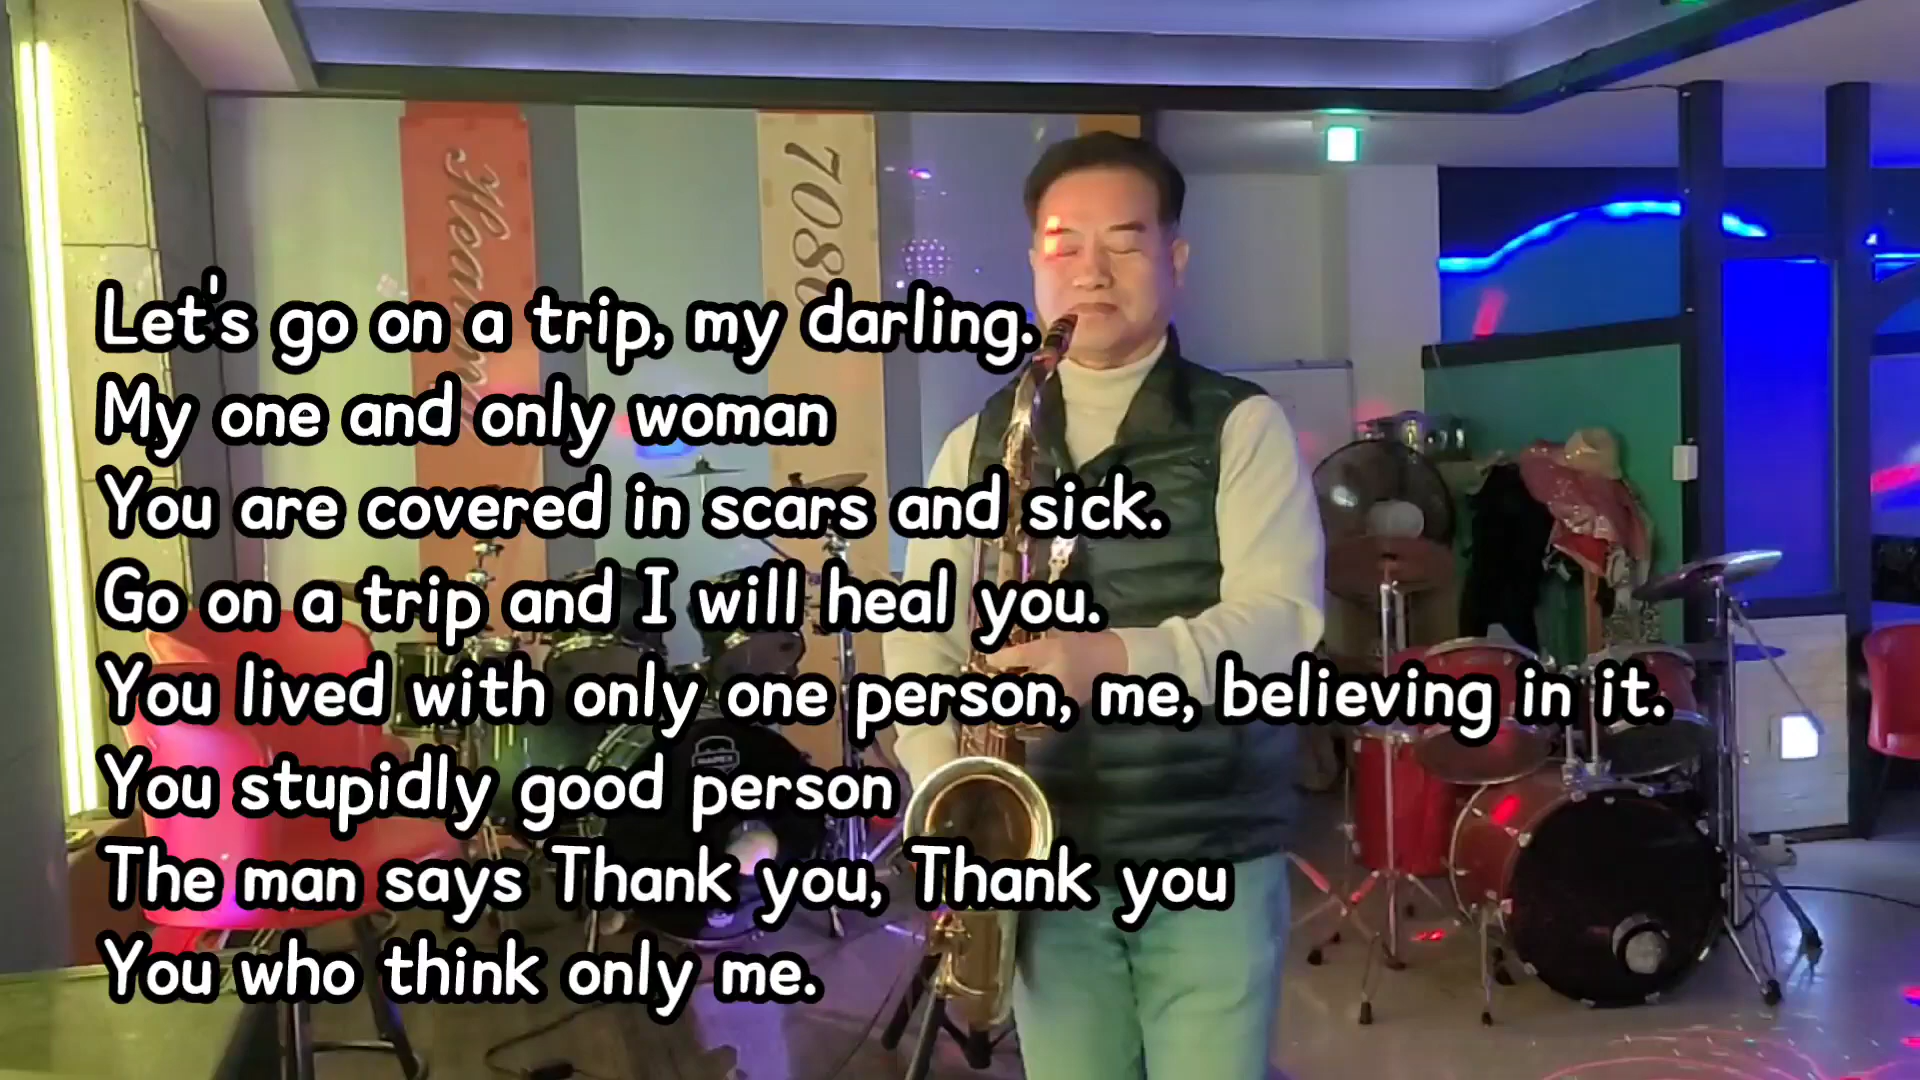 7080
Let's go on a trip, my darling.
My one and only woman
You are covered in scars and sick.
Go on a trip and I will heal you.
You lived with only one person, me, believing in it.
You stupidly good person
The man says Thank you, Thank you
You who think only me.
MAPEX